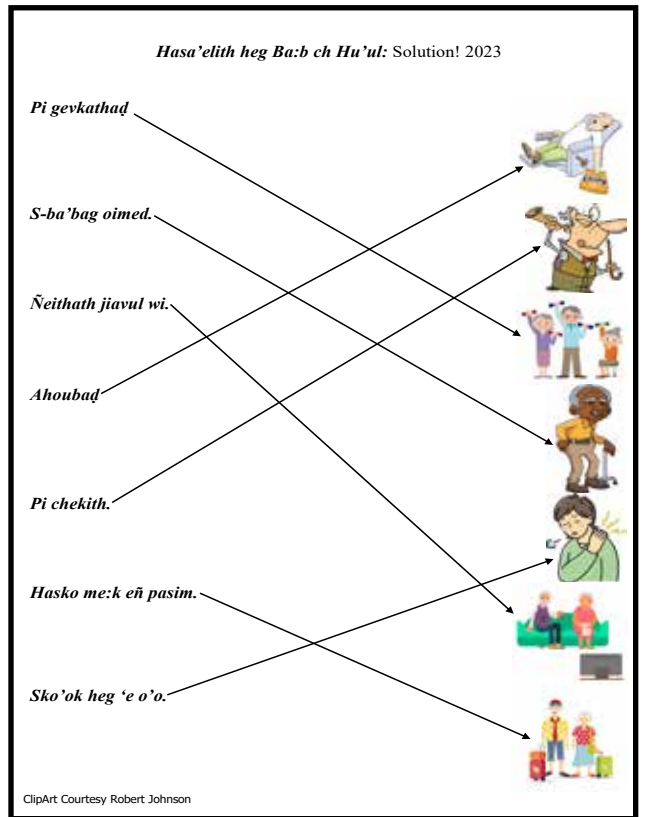 Hasa’elith heg Ba:b ch Hu’ul: Solution! 2023
Pi gevkathaḍ
S-ba’bag oimed.
Ñeithath jiavul wi.
Ahoubaḍ
Pi chekith.
Hasko me:k eñ pasim.
Sko’ok heg ‘e o’o.
ClipArt Courtesy Robert Johnson